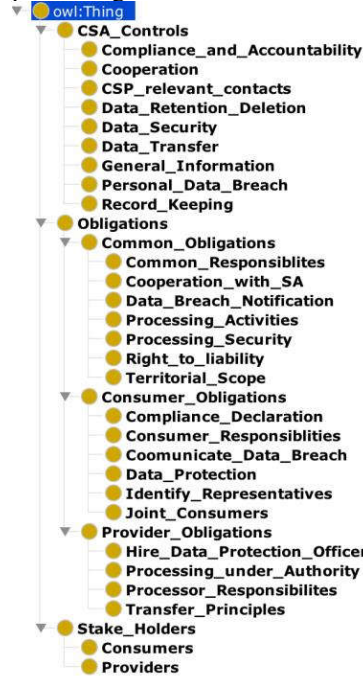 owl:Thing
CSA_Controls
Compliance_and_Accountability
Cooperation
CSP_relevant_contacts
Data_Retention_Deletion
Data_Security
Data_Transfer
General_Information
Personal_Data_Breach
Record_Keeping
Obligations
Common_Obligations
Common_Responsiblites
Cooperation_with_SA
Data_Breach_Notification
Processing_Activities
Processing_Security
Right_to_liability
Territorial_Scope
Consumer_Obligations
Compliance_Declaration
Consumer_Responsiblities
Coomunicate_Data_Breach
Data_Protection
Identify_Representatives
Joint_Consumers
Provider_Obligations
Hire_Data_Protection_Officer
Processing_under_Authority
Processor_Responsibilites
Transfer_Principles
Stake_Holders
Consumers
Providers